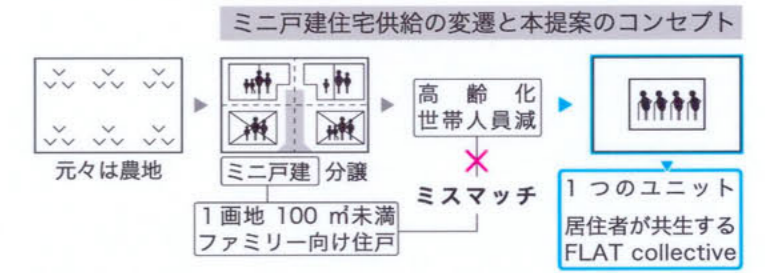 ミニ戸建住宅供給の変遷と本提案のコンセプト
元々は農地
ミニ戸建 分譲
1画地 100 ㎡未満
ファミリー向け住戸
高齢化
世帯人員減
ミスマッチ
1つのユニット
居住者が共生する
FLAT collective